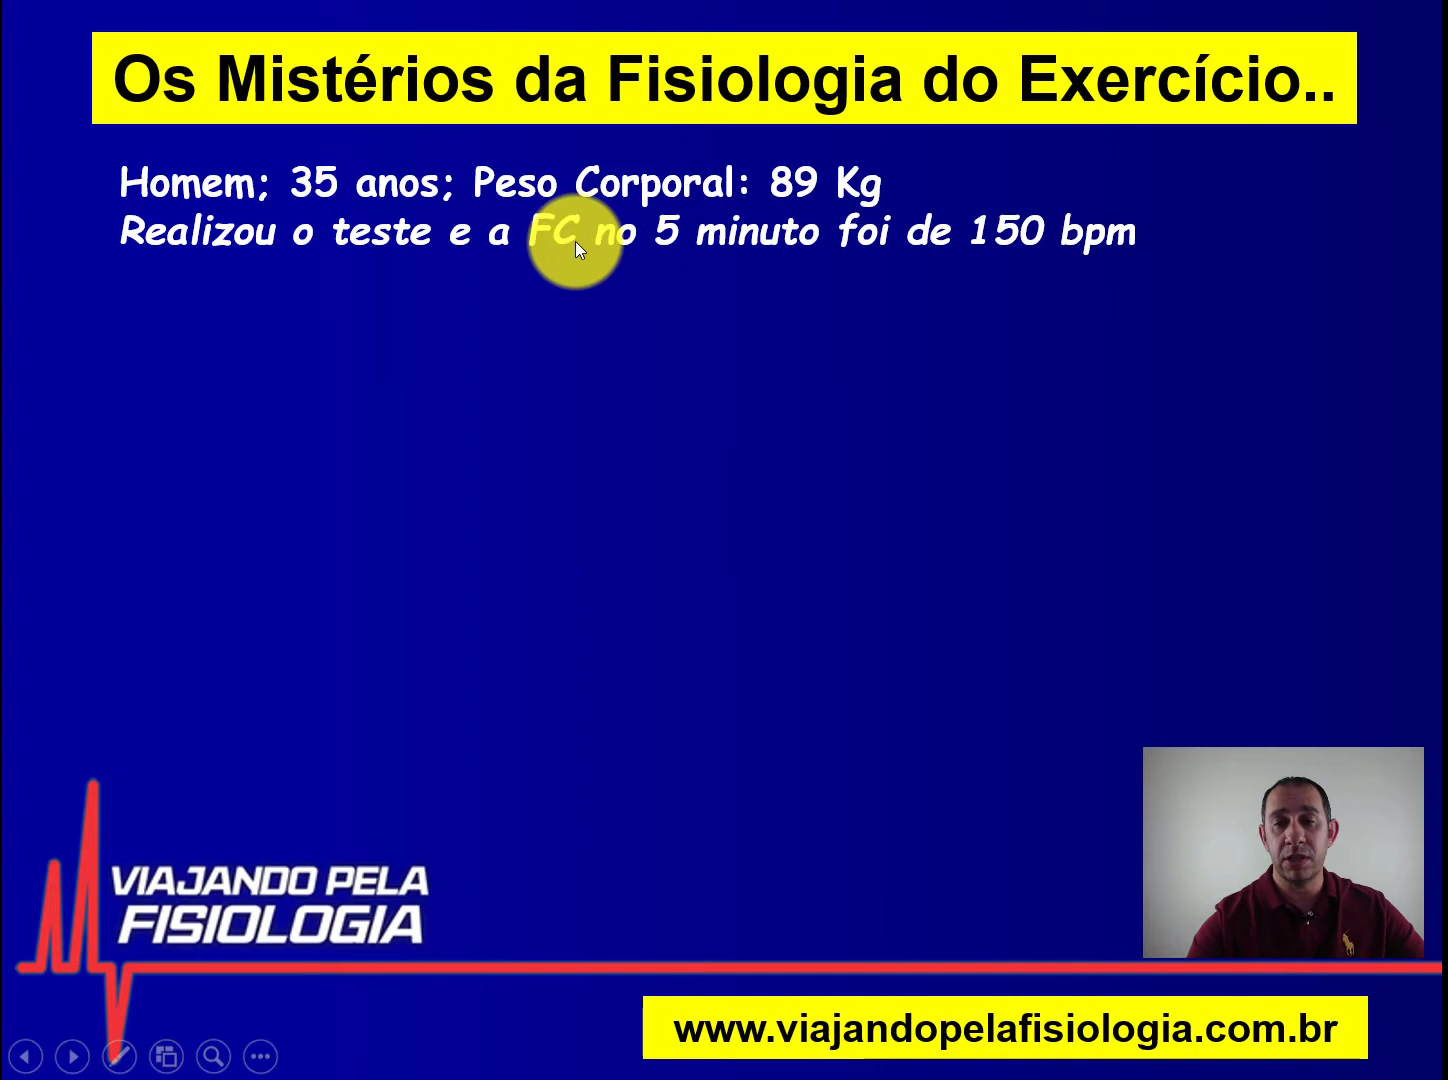 Os Mistérios da Fisiologia do Exercício..
Homem; 35 anos; Peso Corporal: 89 Kg
Realizou o teste e a FC no 5 minuto foi de 150 bpm
VIAJANDO PELA
FISIOLOGIA
www.viajandopelafisiologia.com.br